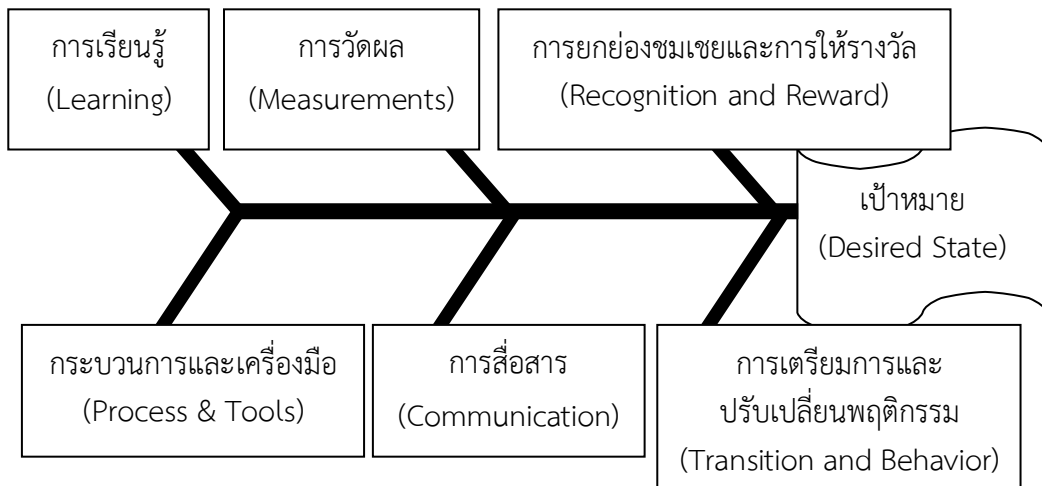 การเรียนรู้
(Learning)
การวัดผล
(Measurements)
การยกย่องชมเชยและการให้รางวัล
(Recognition and Reward)
เป้าหมาย
(Desired State)
กระบวนการและเครื่องมือ
(Process & Tools)
การสื่อสาร
(Communication)
การเตรียมการและ
ปรับเปลี่ยนพฤติกรรม
(Transition and Behavior)